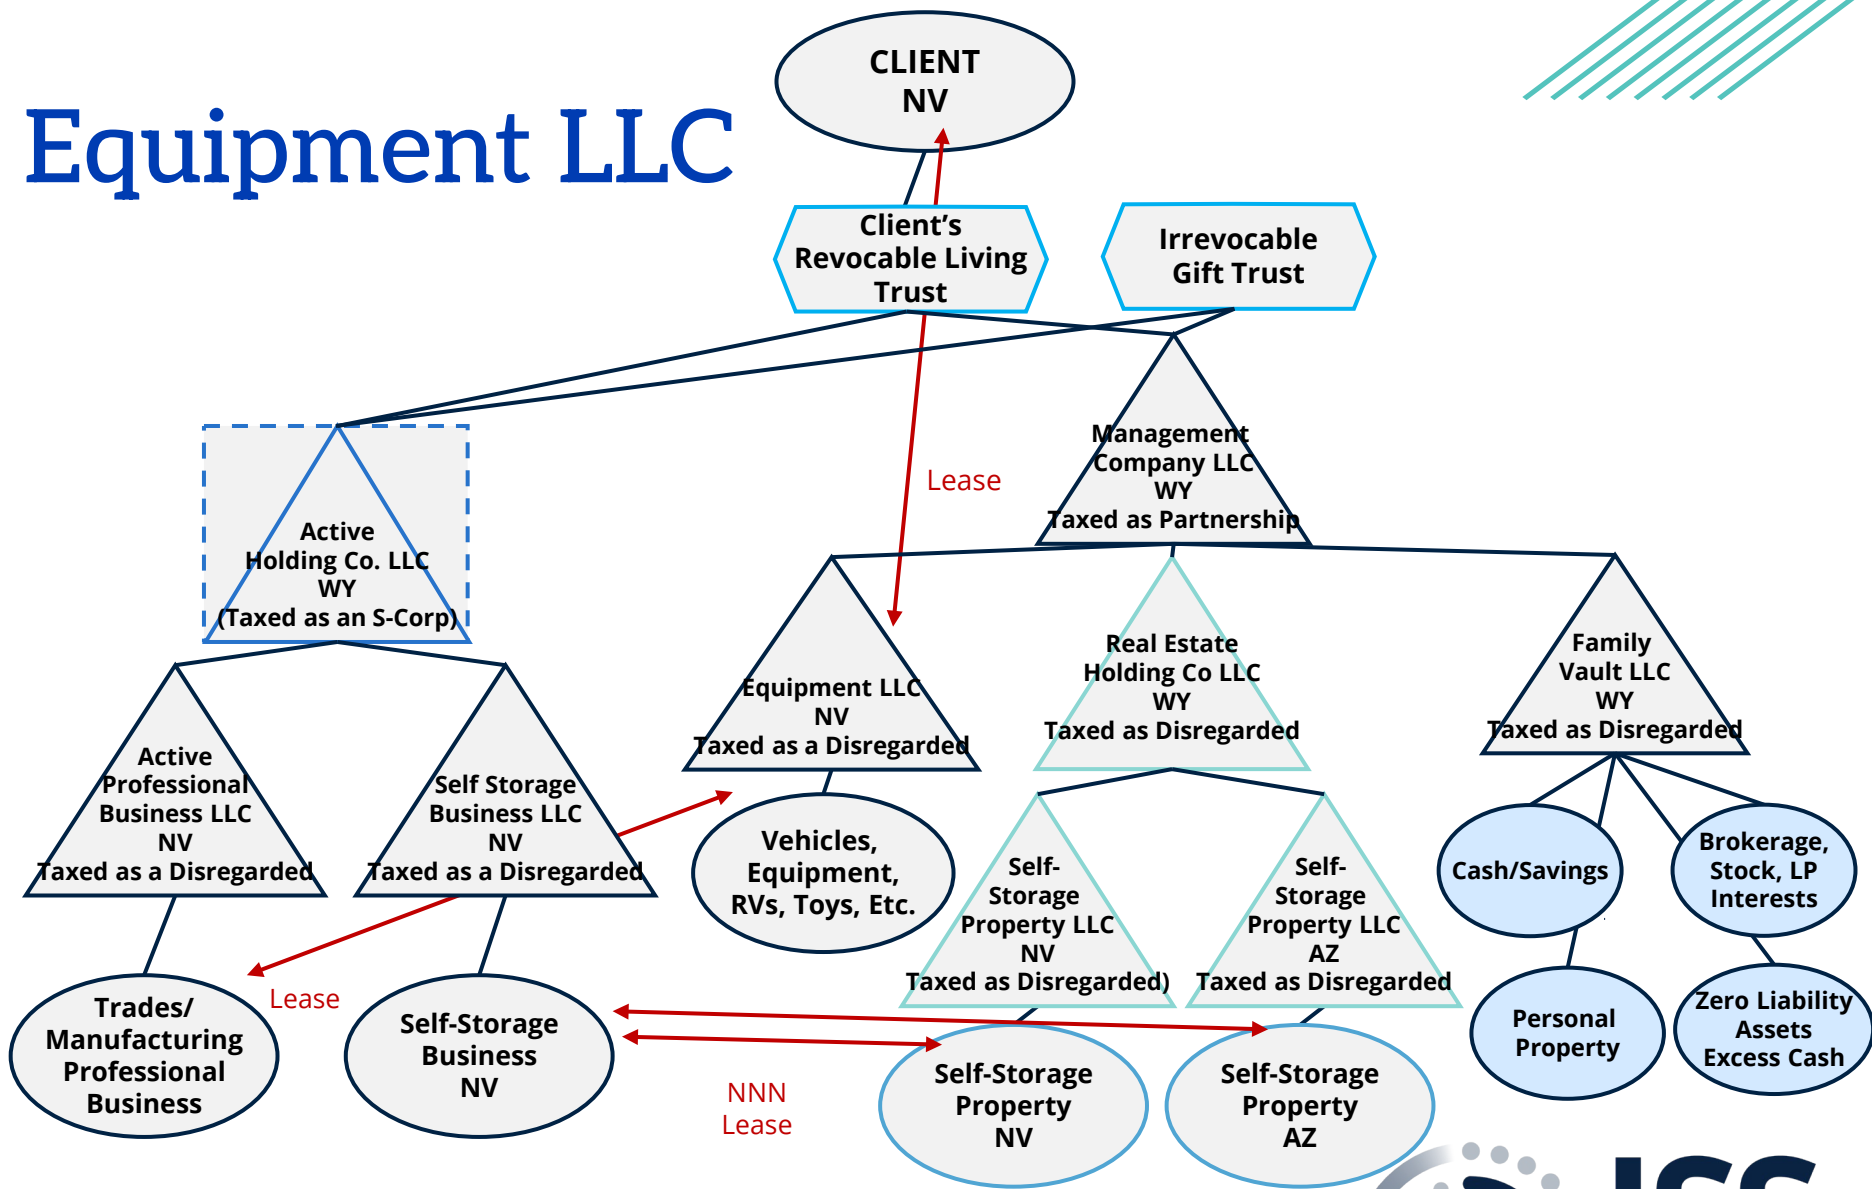 Equipment LLC
CLIENT
NV
Client’s
Revocable Living
Trust
Irrevocable
Gift Trust
Management
Company LLC
WY
Taxed as Partnership
Lease
Active
Holding Co. LLC
WY
(Taxed as an S-Corp)
Equipment LLC
NV
Taxed as a Disregarded
Real Estate
Holding Co LLC
WY
Taxed as Disregarded
Family
Vault LLC
WY
Taxed as Disregarded
Active
Professional
Business LLC
NV
Taxed as a Disregarded
Self Storage
Business LLC
NV
Taxed as a Disregarded
Vehicles,
Equipment,
RVs, Toys, Etc.
Self-
Storage
Property LLC
NV
Taxed as Disregarded)
Self-
Storage
Property LLC
AZ
Taxed as Disregarded
Cash/Savings
Brokerage,
Stock, LP
Interests
Lease
Trades/
Manufacturing
Professional
Business
Self-Storage
Business
NV
NNN
Lease
Self-Storage
Property
NV
Self-Storage
Property
AZ
Personal
Property
Zero Liability
Assets
Excess Cash